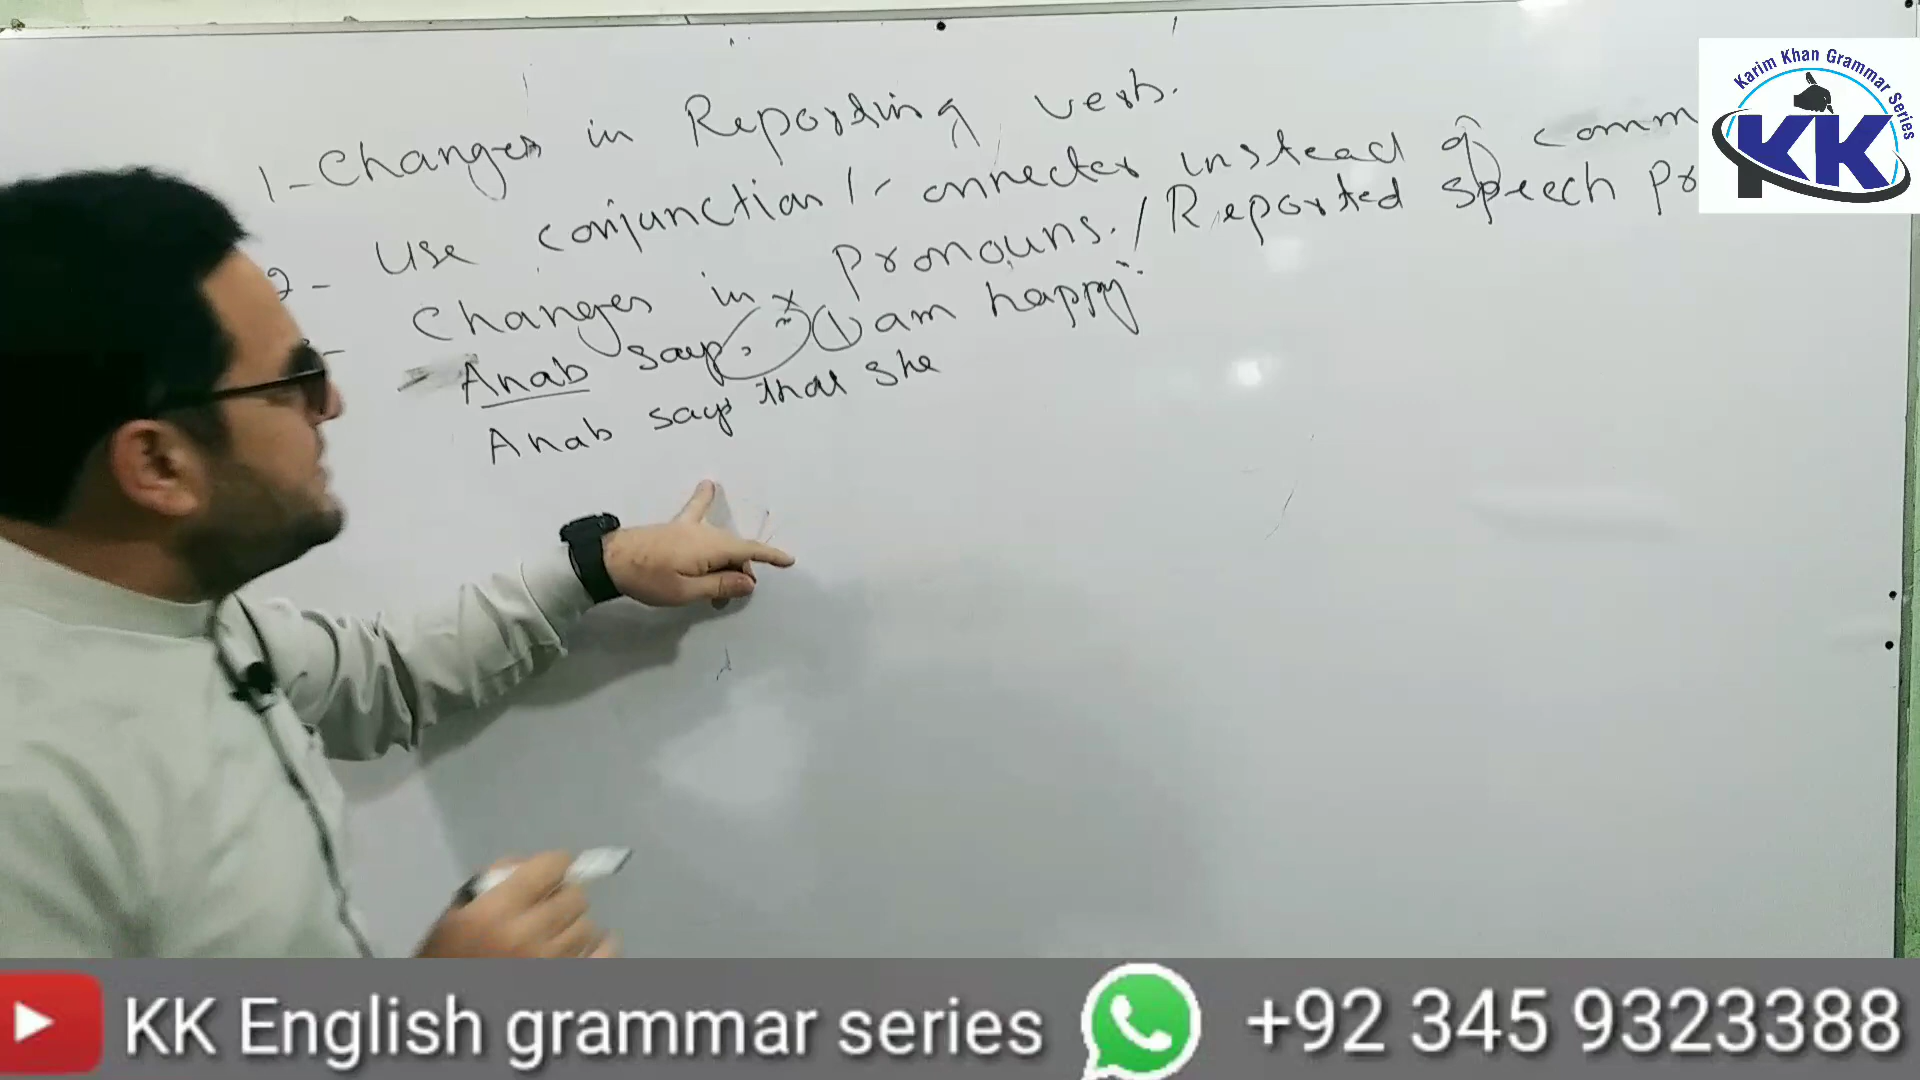 1- Changes in Reporting verb.
2- Use conjunction / connecter instead of comm
Changes in Pronouns. / Reported speech Pr
Anab says, " I am happy".
Anab says that she
Karim Khan Grammar Series
KK
KK English grammar series +92 345 9323388